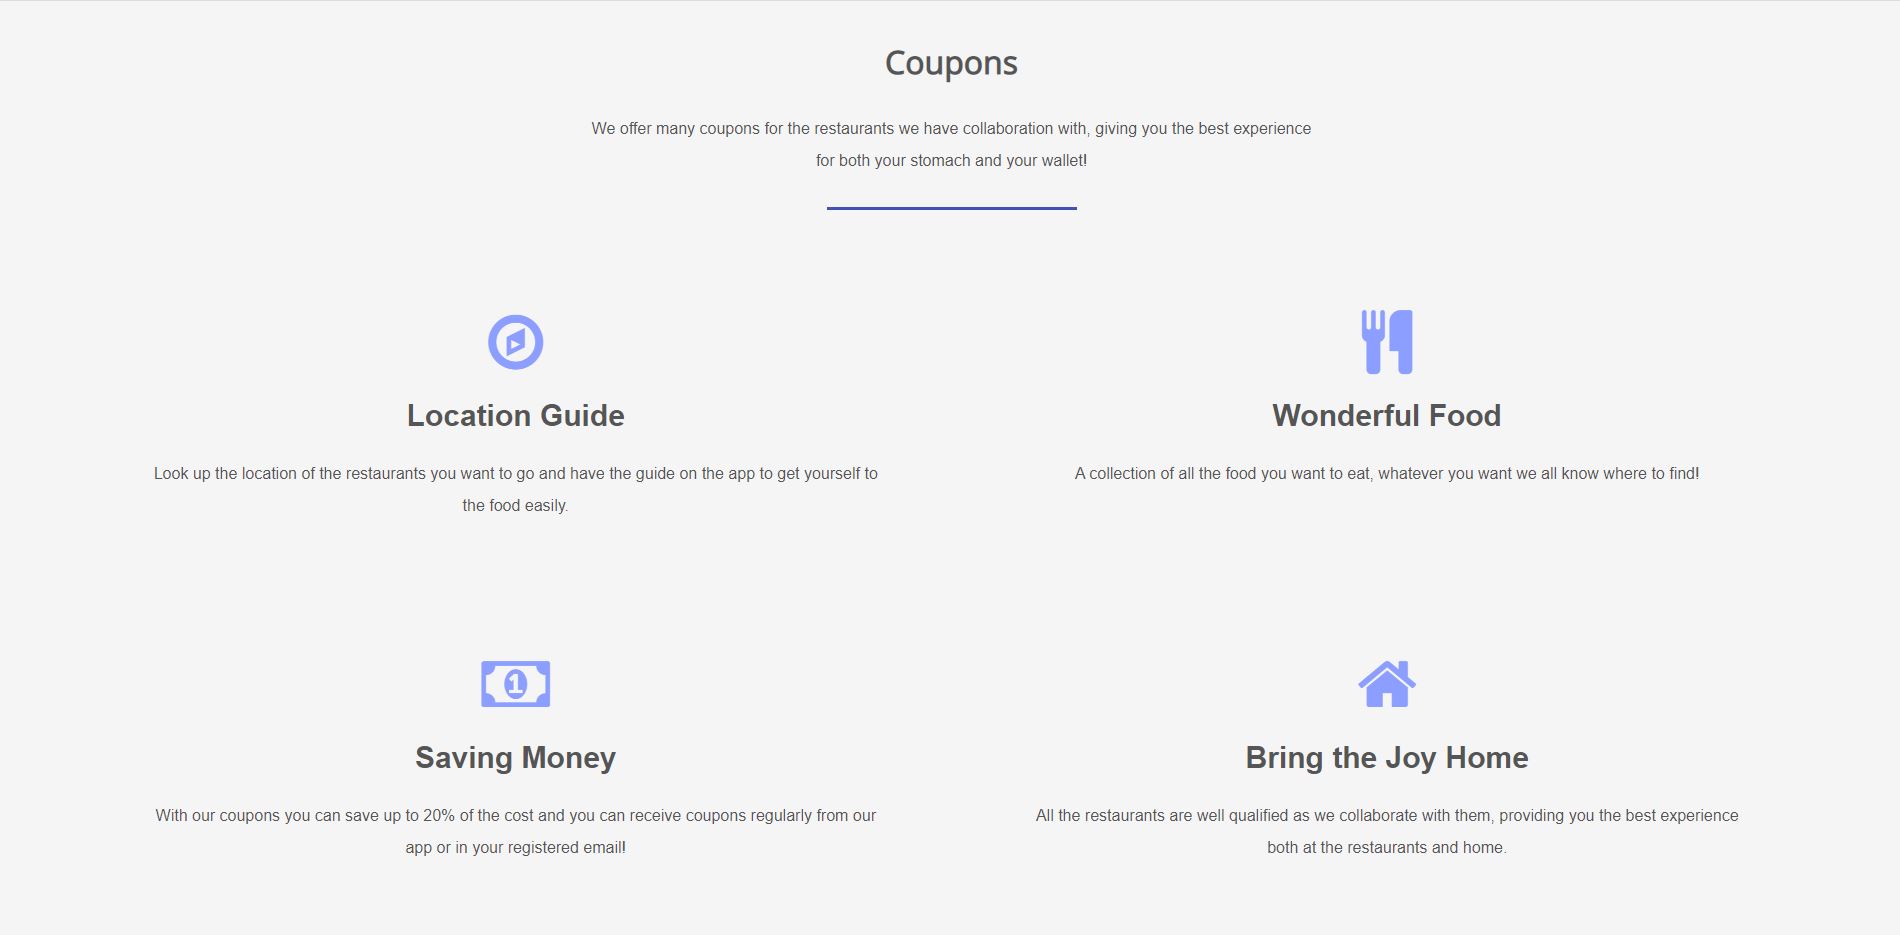 Coupons
We offer many coupons for the restaurants we have collaboration with, giving you the best experience
for both your stomach and your wallet!
Location Guide
Look up the location of the restaurants you want to go and have the guide on the app to get yourself to
the food easily.
Wonderful Food
A collection of all the food you want to eat, whatever you want we all know where to find!
1
Saving Money
With our coupons you can save up to 20% of the cost and you can receive coupons regularly from our
app or in your registered email!
Bring the Joy Home
All the restaurants are well qualified as we collaborate with them, providing you the best experience
both at the restaurants and home.